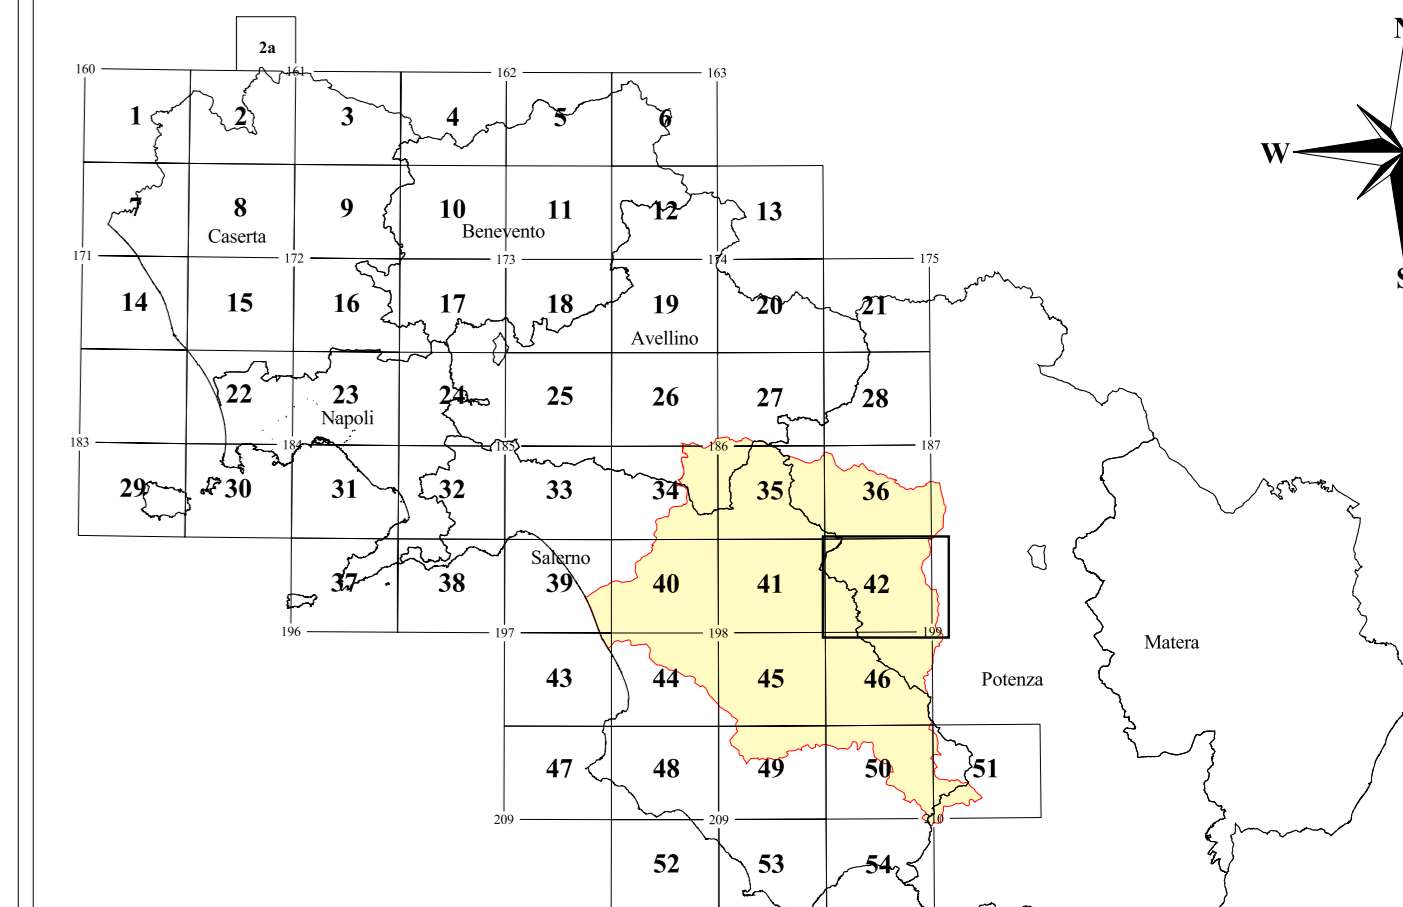 2a
160 161 162 163
N
1 2 3 4 5 6
W
7 8 9 10 11 12 13
Caserta Benevento
171 172 173 174 175
S
14 15 16 17 18 19 20 21
Avellino
22 23 24 25 26 27 28
Napoli
183 184 185 186 187
29 30 31 32 33 34 35 36
Salerno
37 38 39 40 41 42
196 197 198 199
Matera
43 44 45 46 Potenza
47 48 49 50 51
209 209 210
52 53 54